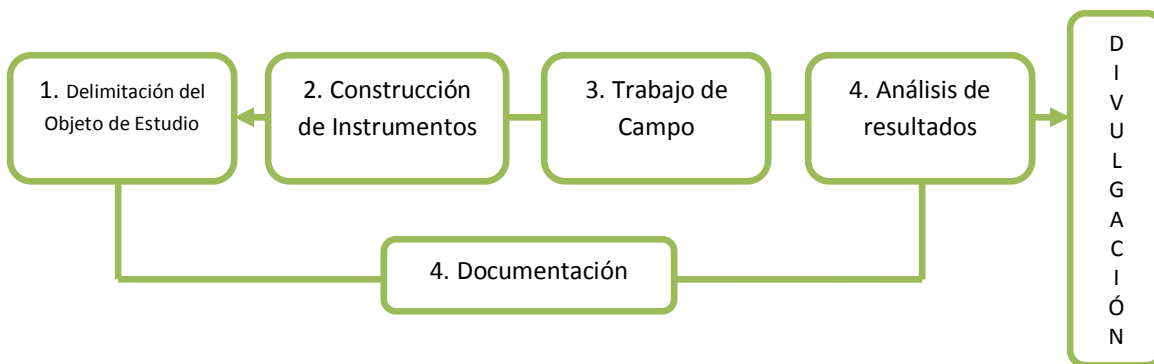 1. Delimitación del
Objeto de Estudio
2. Construcción
de Instrumentos
3. Trabajo de
Campo
4. Análisis de
resultados
4. Documentación
D
I
V
U
L
G
A
C
I
Ó
N